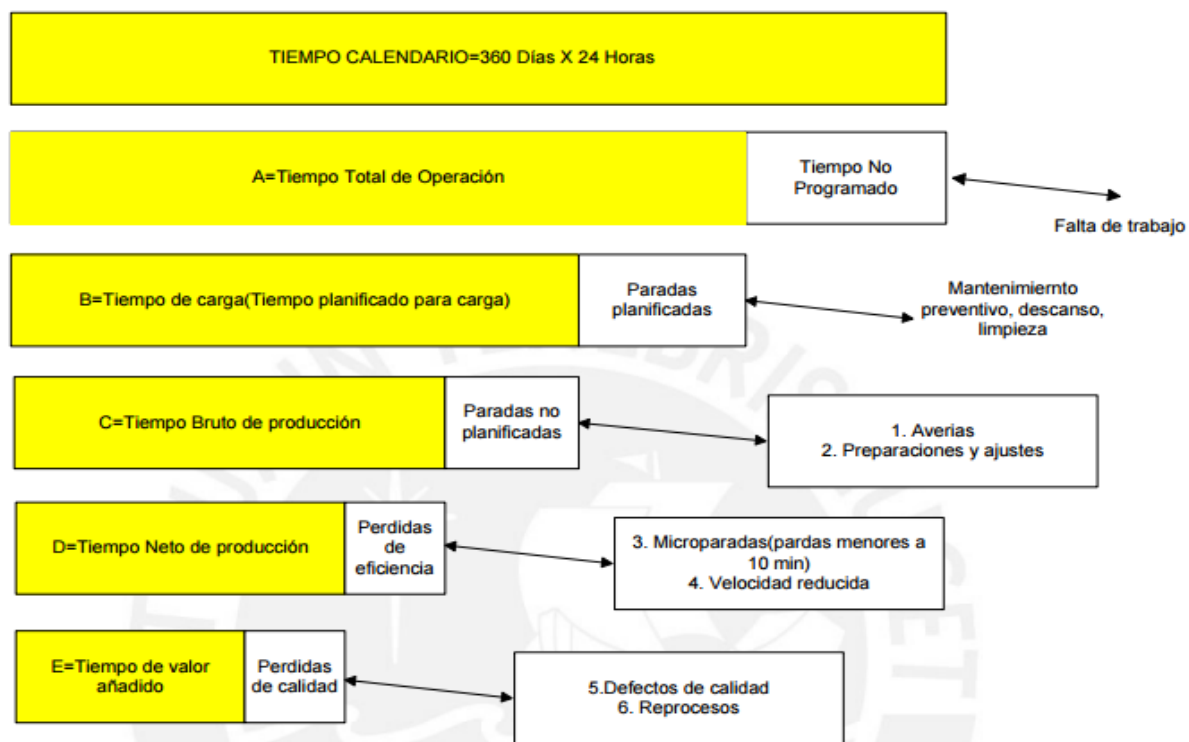 TIEMPO CALENDARIO=360 Días X 24 Horas
A=Tiempo Total de Operación
Tiempo No
Programado
Falta de trabajo
B=Tiempo de carga(Tiempo planificado para carga)
Paradas
planificadas
Mantenimiernto
preventivo, descanso,
limpieza
C=Tiempo Bruto de producción
Paradas no
planificadas
1. Averias
2. Preparaciones y ajustes
D=Tiempo Neto de producción
Perdidas
de
eficiencia
3. Microparadas(pardas menores a
10 min)
4. Velocidad reducida
E=Tiempo de valor
añadido
Perdidas
de calidad
5.Defectos de calidad
6. Reprocesos